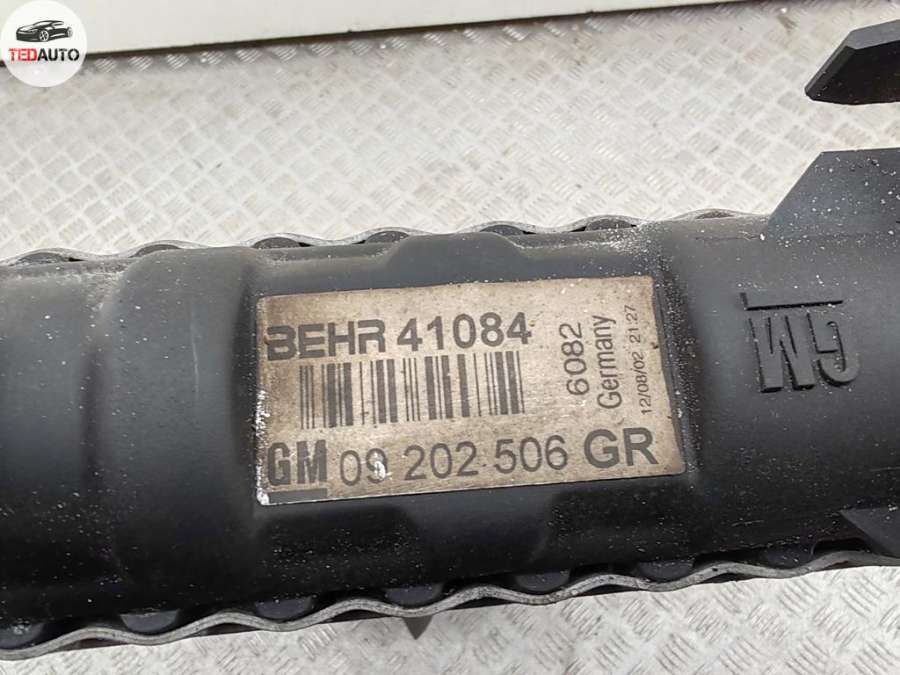 TEDAUTO
BEHR 41084
6082
Germany
12/08/02 21:27
GM 09 202 506 GR
GM